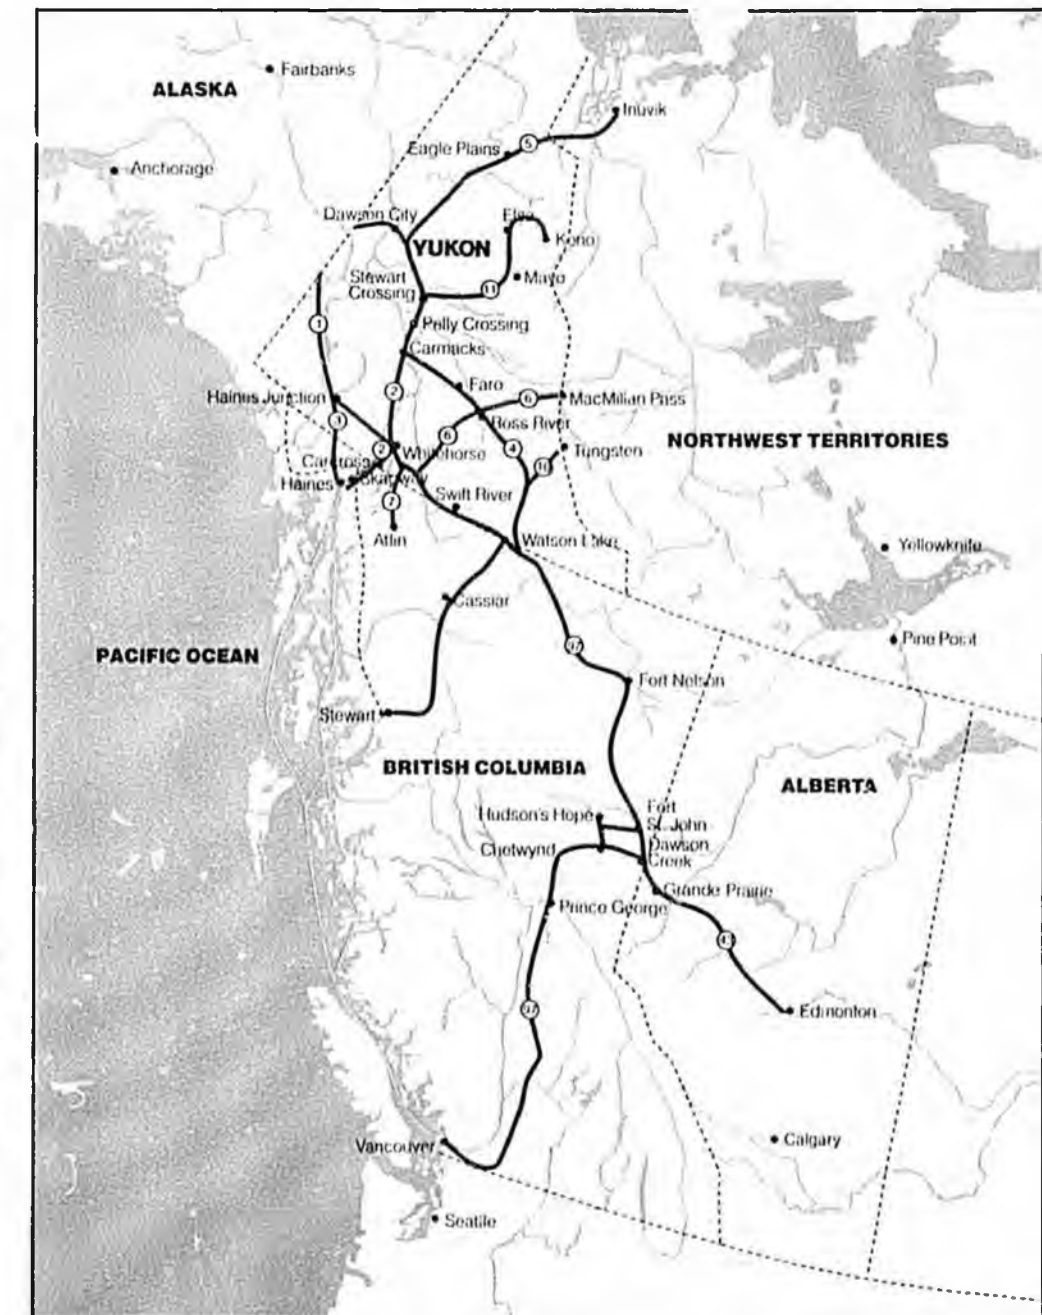 Fairbanks
ALASKA
Inuvik
5
Eagle Plains
Anchorage
Dawson City
Elsa
YUKON
Keno
Stewart
Crossing
Mayo
11
1
Pelly Crossing
Carmacks
Faro
2
6
MacMillan Pass
Haines Junction
3
Ross River
6
NORTHWEST TERRITORIES
2
Whitehorse
4
Tungsten
10
Carcross
Skagway
Haines
Swift River
7
Atlin
Watson Lake
Yellowknife
Cassiar
Pine Point
97
PACIFIC OCEAN
Fort Nelson
Stewart
BRITISH COLUMBIA
ALBERTA
Hudson's Hope
Fort
St. John
Chetwynd
Dawson
Creek
Grande Prairie
Prince George
43
97
Edmonton
Vancouver
Calgary
Seattle